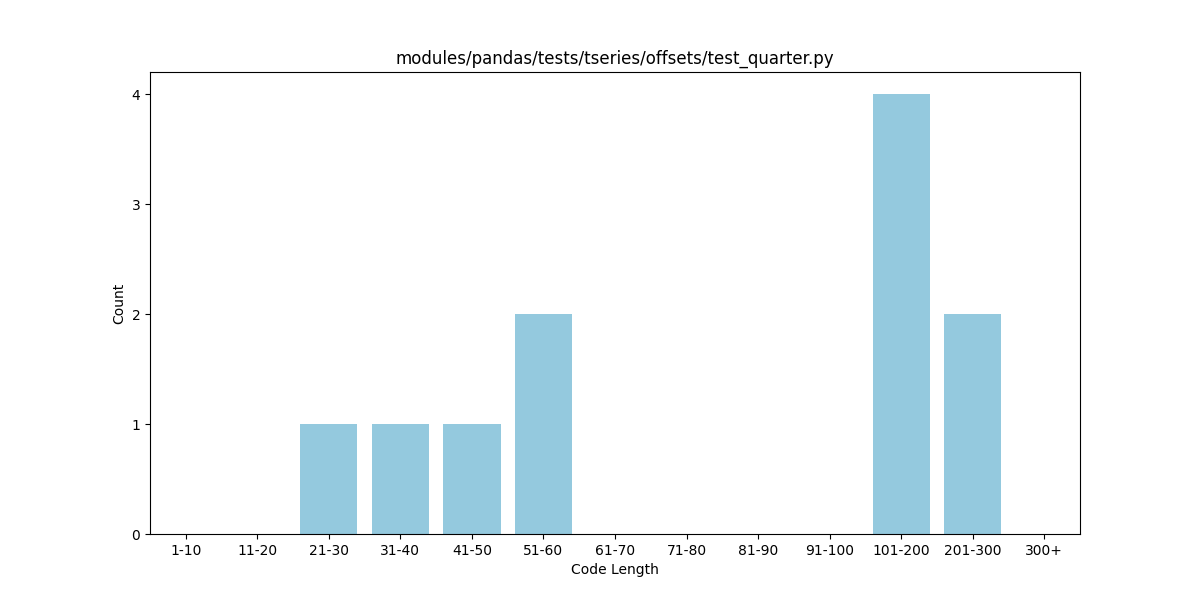 modules/pandas/tests/tseries/offsets/test_quarter.py
4
3
2
1
0
Count
1-10 11-20 21-30 31-40 41-50 51-60 61-70 71-80 81-90 91-100 101-200 201-300 300+
Code Length